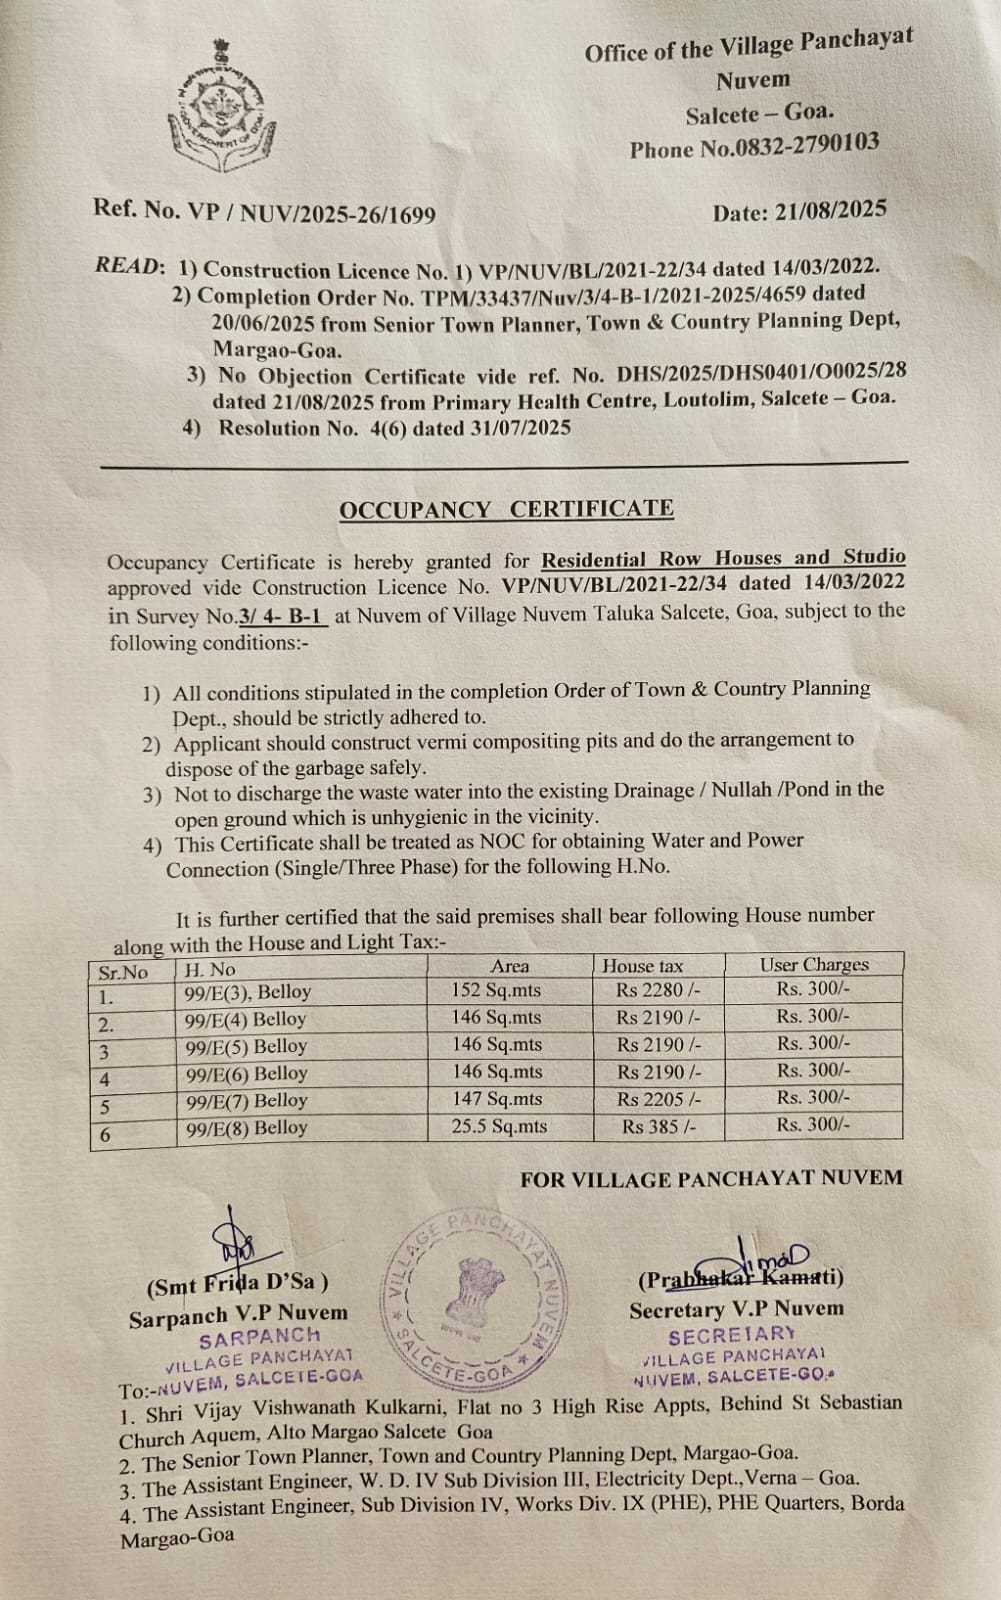 Office of the Village Panchayat
Nuvem
Salcete – Goa.
Phone No.0832-2790103
GOVERNMENT OF GOA
Ref. No. VP / NUV/2025-26/1699
Date: 21/08/2025
READ: 1) Construction Licence No. 1) VP/NUV/BL/2021-22/34 dated 14/03/2022.
2) Completion Order No. TPM/33437/Nuv/3/4-B-1/2021-2025/4659 dated
20/06/2025 from Senior Town Planner, Town & Country Planning Dept,
Margao-Goa.
3) No Objection Certificate vide ref. No. DHS/2025/DHS0401/O0025/28
dated 21/08/2025 from Primary Health Centre, Loutolim, Salcete – Goa.
4) Resolution No. 4(6) dated 31/07/2025
OCCUPANCY CERTIFICATE
Occupancy Certificate is hereby granted for Residential Row Houses and Studio
approved vide Construction Licence No. VP/NUV/BL/2021-22/34 dated 14/03/2022
in Survey No.3/ 4- B-1 at Nuvem of Village Nuvem Taluka Salcete, Goa, subject to the
following conditions:-
1) All conditions stipulated in the completion Order of Town & Country Planning
Dept., should be strictly adhered to.
2) Applicant should construct vermi compositing pits and do the arrangement to
dispose of the garbage safely.
3) Not to discharge the waste water into the existing Drainage / Nullah /Pond in the
open ground which is unhygienic in the vicinity.
4) This Certificate shall be treated as NOC for obtaining Water and Power
Connection (Single/Three Phase) for the following H.No.
It is further certified that the said premises shall bear following House number
along with the House and Light Tax:-
Sr.No H. No Area House tax User Charges
1. 99/E(3), Belloy 152 Sq.mts Rs 2280 /- Rs. 300/-
2. 99/E(4) Belloy 146 Sq.mts Rs 2190 /- Rs. 300/-
3 99/E(5) Belloy 146 Sq.mts Rs 2190 /- Rs. 300/-
4 99/E(6) Belloy 146 Sq.mts Rs 2190 /- Rs. 300/-
5 99/E(7) Belloy 147 Sq.mts Rs 2205 /- Rs. 300/-
6 99/E(8) Belloy 25.5 Sq.mts Rs 385 /- Rs. 300/-
FOR VILLAGE PANCHAYAT NUVEM
(Smt Frida D'Sa )
Sarpanch V.P Nuvem
SARPANCH
VILLAGE PANCHAYAT
NUVEM, SALCETE-GOA
VILLAGE PANCHAYAT NUVEM
SALCETE-GOA
(Prabhakar Kamati)
Secretary V.P Nuvem
SECRETARY
VILLAGE PANCHAYAT
NUVEM, SALCETE-GOA
To:-
1. Shri Vijay Vishwanath Kulkarni, Flat no 3 High Rise Appts, Behind St Sebastian
Church Aquem, Alto Margao Salcete Goa
2. The Senior Town Planner, Town and Country Planning Dept, Margao-Goa.
3. The Assistant Engineer, W. D. IV Sub Division III, Electricity Dept.,Verna – Goa.
4. The Assistant Engineer, Sub Division IV, Works Div. IX (PHE), PHE Quarters, Borda
Margao-Goa